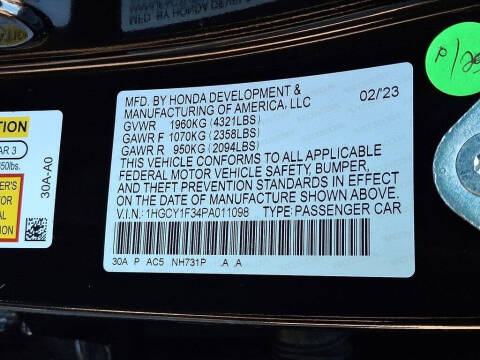 MFD. BY HONDA DEVELOPMENT &
MANUFACTURING OF AMERICA, LLC
02/'23
GVWR 1960KG (4321LBS)
GAWR F 1070KG (2358LBS)
GAWR R 950KG (2094LBS)
THIS VEHICLE CONFORMS TO ALL APPLICABLE
FEDERAL MOTOR VEHICLE SAFETY, BUMPER,
AND THEFT PREVENTION STANDARDS IN EFFECT
ON THE DATE OF MANUFACTURE SHOWN ABOVE.
V.I.N.: 1HGCY1F34PA011098 TYPE: PASSENGER CAR
30A P AC5 NH731P .A .A
30A-A0